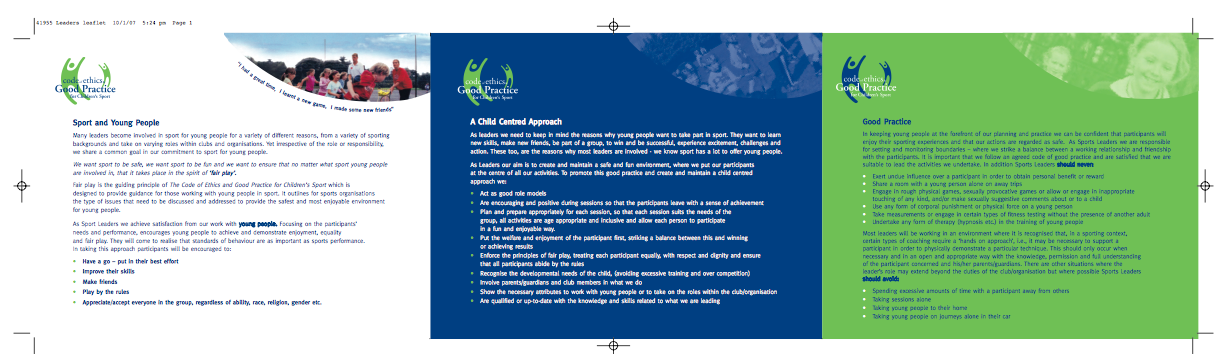 41955 Leaders leaflet  10/1/07  5:24 pm  Page 1
code of ethics
Good Practice
for Children's Sport
"I had a great time, I learnt a new game, I made some new friends"
Sport and Young People
Many leaders become involved in sport for young people for a variety of different reasons, from a variety of sporting
backgrounds and take on varying roles within clubs and organisations. Yet irrespective of the role or responsibility,
we share a common goal in our commitment to sport for young people.
We want sport to be safe, we want sport to be fun and we want to ensure that no matter what sport young people
are involved in, that it takes place in the spirit of 'fair play'.
Fair play is the guiding principle of The Code of Ethics and Good Practice for Children's Sport which is
designed to provide guidance for those working with young people in sport. It outlines for sports organisations
the type of issues that need to be discussed and addressed to provide the safest and most enjoyable environment
for young people.
As Sport Leaders we achieve satisfaction from our work with young people. Focusing on the participants'
needs and performance, encourages young people to achieve and demonstrate enjoyment, equality
and fair play. They will come to realise that standards of behaviour are as important as sports performance.
In taking this approach participants will be encouraged to:
• Have a go – put in their best effort
• Improve their skills
• Make friends
• Play by the rules
• Appreciate/accept everyone in the group, regardless of ability, race, religion, gender etc.
code of ethics
Good Practice
for Children's Sport
A Child Centred Approach
As leaders we need to keep in mind the reasons why young people want to take part in sport. They want to learn
new skills, make new friends, be part of a group, to win and be successful, experience excitement, challenges and
action. These too, are the reasons why most leaders are involved - we know sport has a lot to offer young people.
As Leaders our aim is to create and maintain a safe and fun environment, where we put our participants
at the centre of all our activities. To promote this good practice and create and maintain a child centred
approach we:
• Act as good role models
• Are encouraging and positive during sessions so that the participants leave with a sense of achievement
• Plan and prepare appropriately for each session, so that each session suits the needs of the
group, all activities are age appropriate and inclusive and allow each person to participate
in a fun and enjoyable way.
• Put the welfare and enjoyment of the participant first, striking a balance between this and winning
or achieving results
• Enforce the principles of fair play, treating each participant equally, with respect and dignity and ensure
that all participants abide by the rules
• Recognise the developmental needs of the child, (avoiding excessive training and over competition)
• Involve parents/guardians and club members in what we do
• Show the necessary attributes to work with young people or to take on the roles within the club/organisation
• Are qualified or up-to-date with the knowledge and skills related to what we are leading
code of ethics
Good Practice
for Children's Sport
Good Practice
In keeping young people at the forefront of our planning and practice we can be confident that participants will
enjoy their sporting experiences and that our actions are regarded as safe. As Sports Leaders we are responsible
for setting and monitoring boundaries – where we strike a balance between a working relationship and friendship
with the participants. It is important that we follow an agreed code of good practice and are satisfied that we are
suitable to lead the activities we undertake. In addition Sports Leaders should never:
• Exert undue influence over a participant in order to obtain personal benefit or reward
• Share a room with a young person alone on away trips
• Engage in rough physical games, sexually provocative games or allow or engage in inappropriate
touching of any kind, and/or make sexually suggestive comments about or to a child
• Use any form of corporal punishment or physical force on a young person
• Take measurements or engage in certain types of fitness testing without the presence of another adult
• Undertake any form of therapy (hypnosis etc.) in the training of young people
Most leaders will be working in an environment where it is recognised that, in a sporting context,
certain types of coaching require a 'hands on approach', i.e., it may be necessary to support a
participant in order to physically demonstrate a particular technique. This should only occur when
necessary and in an open and appropriate way with the knowledge, permission and full understanding
of the participant concerned and his/her parents/guardians. There are other situations where the
leader's role may extend beyond the duties of the club/organisation but where possible Sports Leaders
should avoid:
• Spending excessive amounts of time with a participant away from others
• Taking sessions alone
• Taking young people to their home
• Taking young people on journeys alone in their car